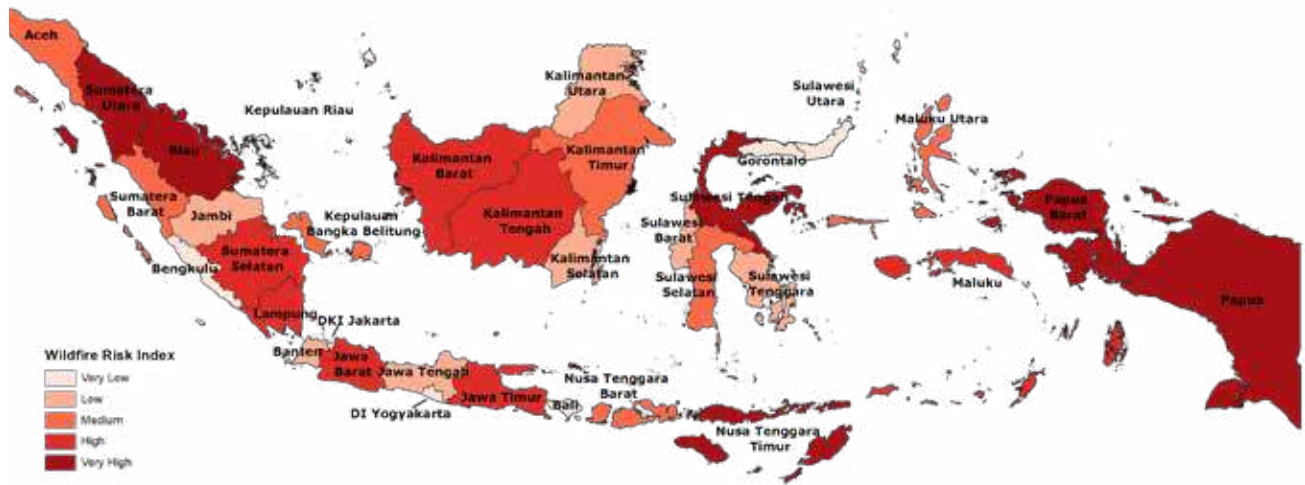 Aceh
Sumatera
Utara
Riau
Kepulauan Riau
Sumatera
Barat
Jambi
Kepulauan
Bangka Belitung
Bengkulu
Sumatera
Selatan
Lampung
DKI Jakarta
Banten
Jawa
Barat
Jawa Tengah
DI Yogyakarta
Jawa Timur
Bali
Nusa Tenggara
Barat
Nusa Tenggara
Timur
Kalimantan
Utara
Kalimantan
Barat
Kalimantan
Timur
Kalimantan
Tengah
Kalimantan
Selatan
Sulawesi
Utara
Gorontalo
Sulawesi Tengah
Sulawesi
Barat
Sulawesi
Selatan
Sulawesi
Tenggara
Maluku Utara
Maluku
Papua
Barat
Papua
Wildfire Risk Index
Very Low
Low
Medium
High
Very High